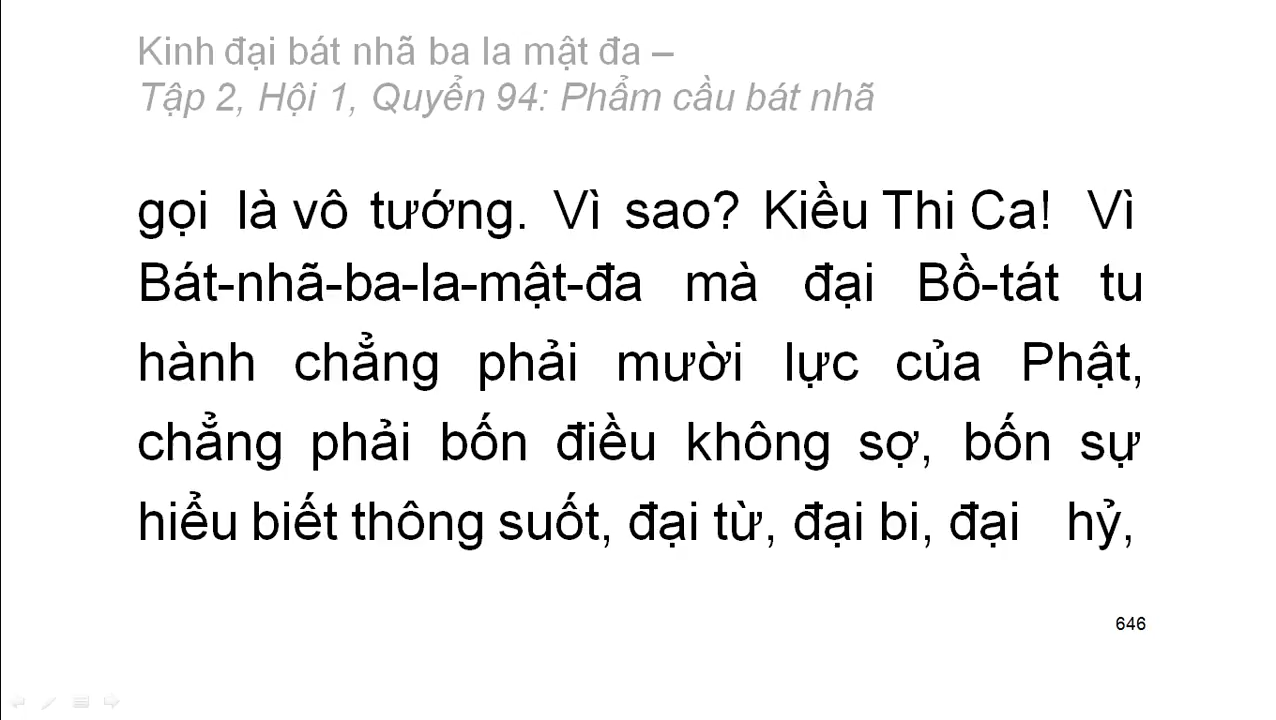 Kinh đại bát nhã ba la mật đa –
Tập 2, Hội 1, Quyển 94: Phẩm cầu bát nhã
gọi là vô tướng. Vì sao? Kiều Thi Ca! Vì
Bát-nhã-ba-la-mật-đa mà đại Bồ-tát tu
hành chẳng phải mười lực của Phật,
chẳng phải bốn điều không sợ, bốn sự
hiểu biết thông suốt, đại từ, đại bi, đại hỷ,
646